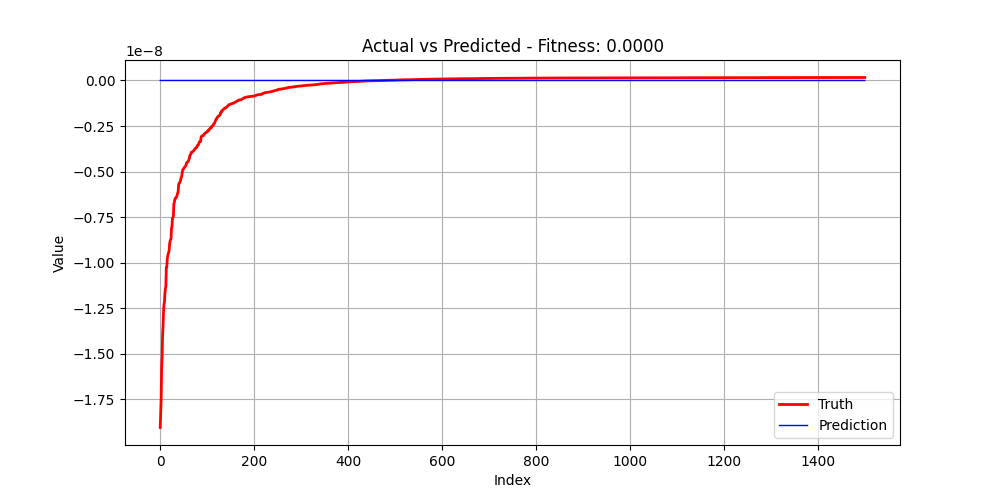 Actual vs Predicted - Fitness: 0.0000
1e−8
0.00
−0.25
−0.50
−0.75
−1.00
−1.25
−1.50
−1.75
Value
0 200 400 600 800 1000 1200 1400
Index
Truth
Prediction